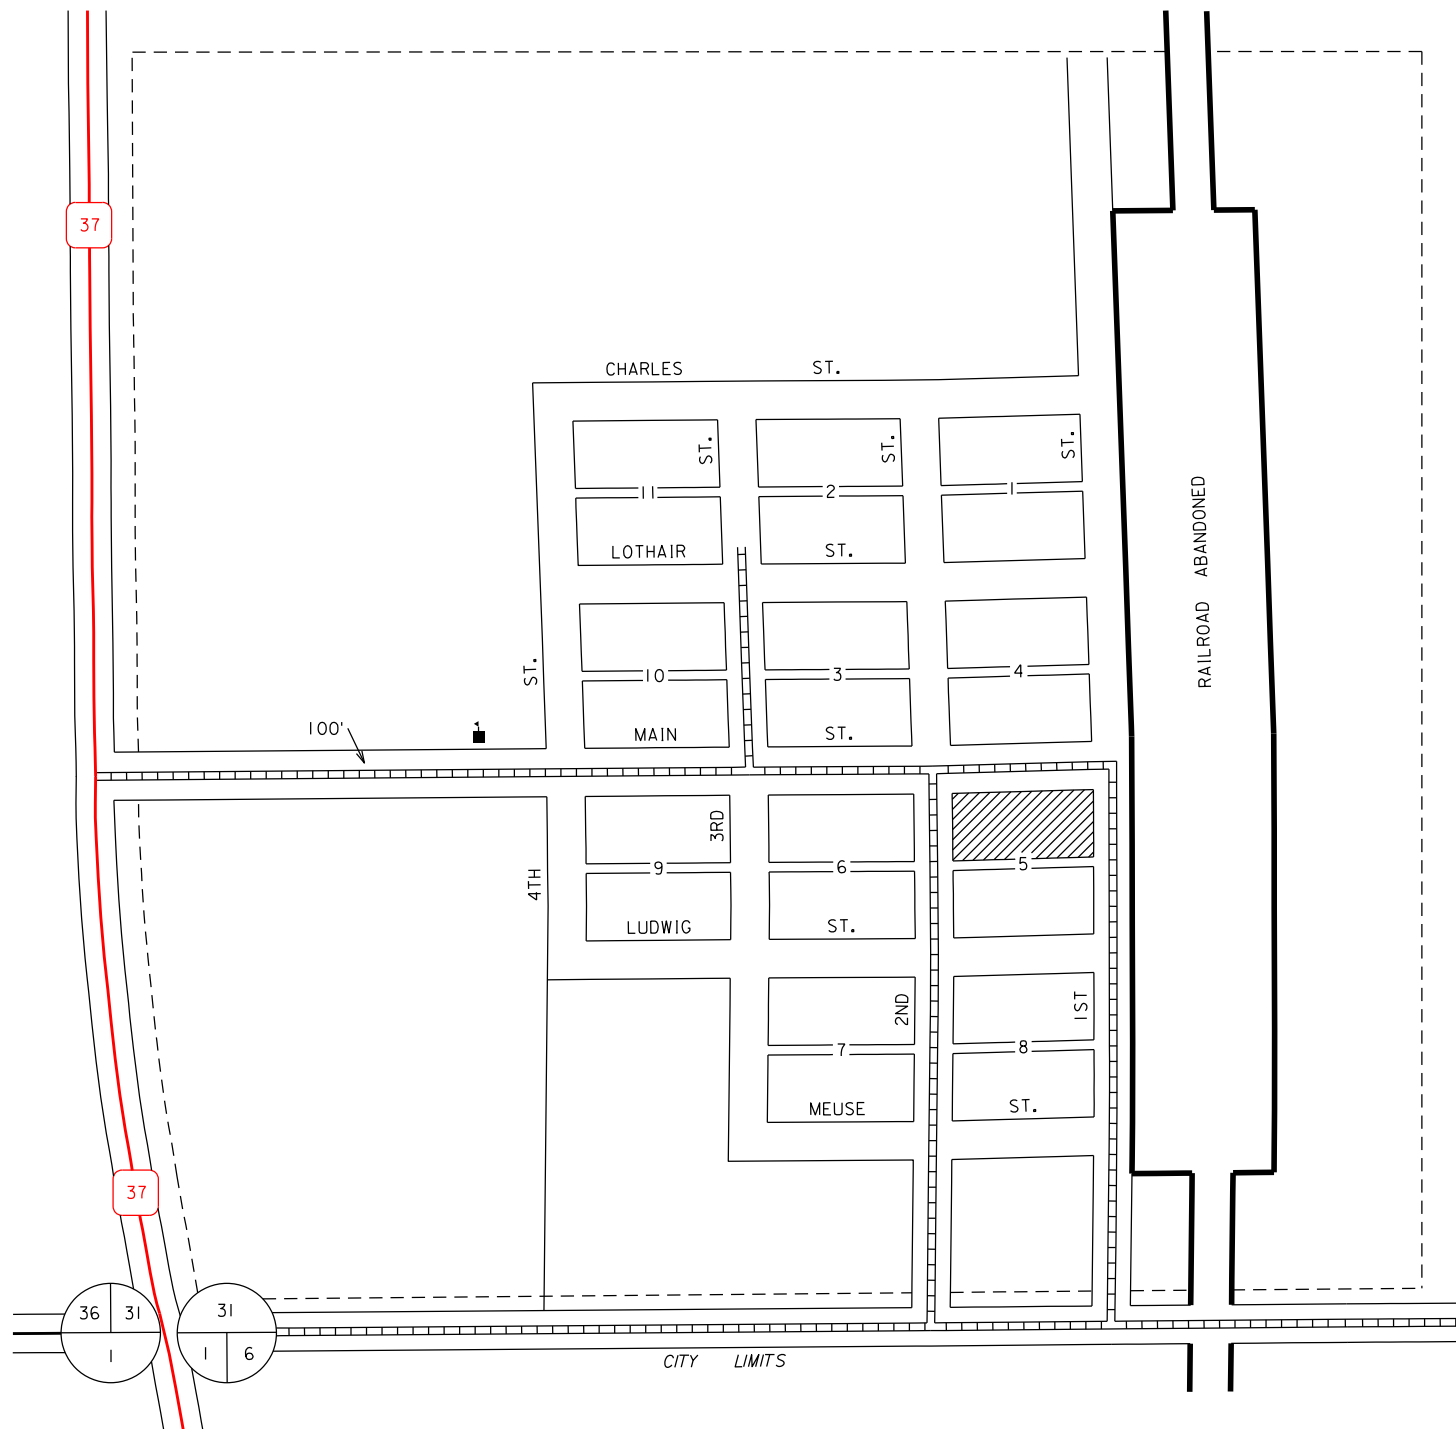 37
CHARLES ST.
ST. ST. ST.
11 2 1
LOTHAIR ST.
RAILROAD ABANDONED
ST.
10 3 4
100'
MAIN ST.
3RD
9 6 5
4TH
LUDWIG ST.
2ND 1ST
7 8
MEUSE ST.
37
36 31 31
1 1 6
CITY LIMITS